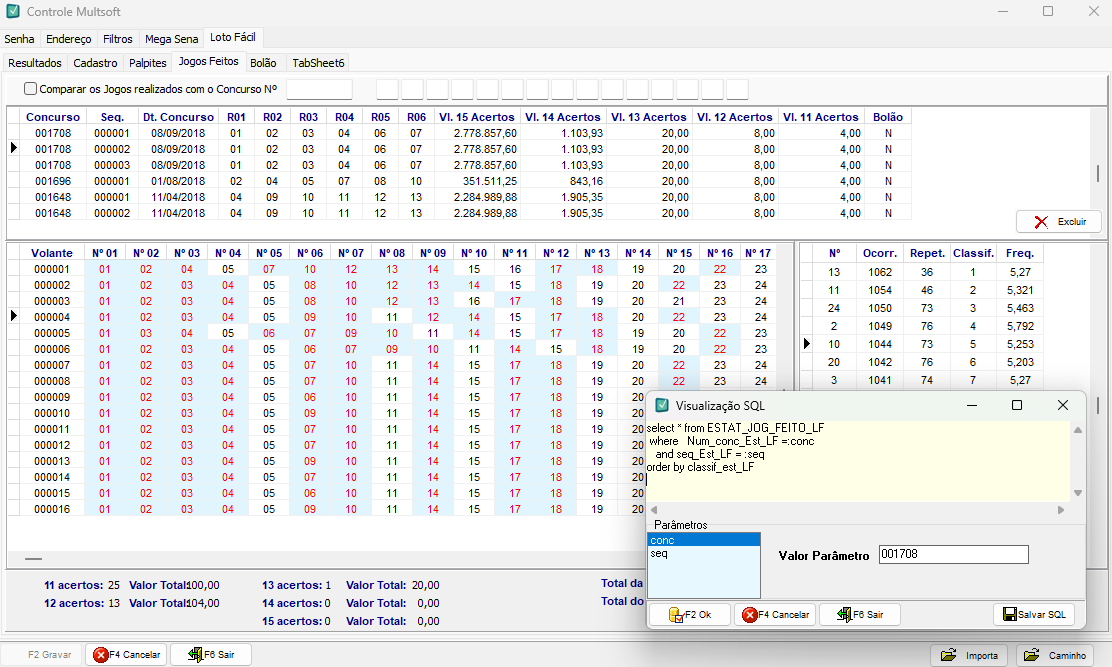 Controle Multsoft
Senha Endereço Filtros Mega Sena Loto Fácil
Resultados Cadastro Palpites Jogos Feitos Bolão TabSheet6
Comparar os Jogos realizados com o Concurso Nº
Concurso Seq. Dt. Concurso R01 R02 R03 R04 R05 R06 Vl. 15 Acertos Vl. 14 Acertos Vl. 13 Acertos Vl. 12 Acertos Vl. 11 Acertos Bolão
001708 000001 08/09/2018 01 02 03 04 06 07 2.778.857,60 1.103,93 20,00 8,00 4,00 N
001708 000002 08/09/2018 01 02 03 04 06 07 2.778.857,60 1.103,93 20,00 8,00 4,00 N
001708 000003 08/09/2018 01 02 03 04 06 07 2.778.857,60 1.103,93 20,00 8,00 4,00 N
001696 000001 01/08/2018 02 04 05 07 08 10 351.511,25 843,16 20,00 8,00 4,00 N
001648 000001 11/04/2018 04 09 10 11 12 13 2.284.989,88 1.905,35 20,00 8,00 4,00 N
001648 000002 11/04/2018 04 09 10 11 12 13 2.284.989,88 1.905,35 20,00 8,00 4,00 N
Excluir
Volante Nº 01 Nº 02 Nº 03 Nº 04 Nº 05 Nº 06 Nº 07 Nº 08 Nº 09 Nº 10 Nº 11 Nº 12 Nº 13 Nº 14 Nº 15 Nº 16 Nº 17
000001 01 02 04 05 07 10 12 13 14 15 16 17 18 19 20 22 23
000002 01 02 03 04 05 08 10 12 13 14 15 18 19 20 22 23 24
000003 01 02 03 04 05 08 10 12 13 16 17 18 19 20 21 23 24
000004 01 02 03 04 05 09 10 11 12 14 15 17 18 20 22 23 24
000005 01 03 04 05 06 07 09 10 11 14 15 17 18 19 20 22 23
000006 01 02 03 04 05 06 07 09 10 11 14 15 18 19 20 22 23
000007 01 02 03 04 05 07 10 11 14 15 17 18 19 20 22 23 24
000008 01 02 03 04 05 07 10 11 14 15 17 18 19 20 22 23 24
000009 01 02 03 04 05 09 10 11 14 15 17 18 19 20
000010 01 02 03 04 05 09 10 11 14 15 17 18 19 20
000011 01 02 03 04 05 07 10 11 14 15 17 18 19 20
000012 01 02 03 04 05 09 10 11 14 15 17 18 19 20
000013 01 02 03 04 05 09 10 11 14 15 17 18 19 20
000014 01 02 03 04 05 07 10 11 14 15 17 18 19 20
000015 01 02 03 04 05 06 10 11 14 15 17 18 19 20
000016 01 02 03 04 05 09 10 11 14 15 17 18 19 20
Nº Ocorr. Repet. Classif. Freq.
13 1062 36 1 5,27
11 1054 46 2 5,321
24 1050 73 3 5,463
2 1049 76 4 5,792
10 1044 73 5 5,253
20 1042 76 6 5,203
3 1041 74 7 5,27
Visualização SQL
select * from ESTAT_JOG_FEITO_LF
where Num_conc_Est_LF =:conc
and seq_Est_LF = :seq
order by classif_est_LF
Parâmetros
conc
seq
Valor Parâmetro 001708
F2 Ok F4 Cancelar F6 Sair Salvar SQL
11 acertos: 25 Valor Total: 100,00 13 acertos: 1 Valor Total: 20,00 Total da
12 acertos: 13 Valor Total: 104,00 14 acertos: 0 Valor Total: 0,00 Total do
15 acertos: 0 Valor Total: 0,00
F2 Gravar F4 Cancelar F6 Sair Importa Caminho